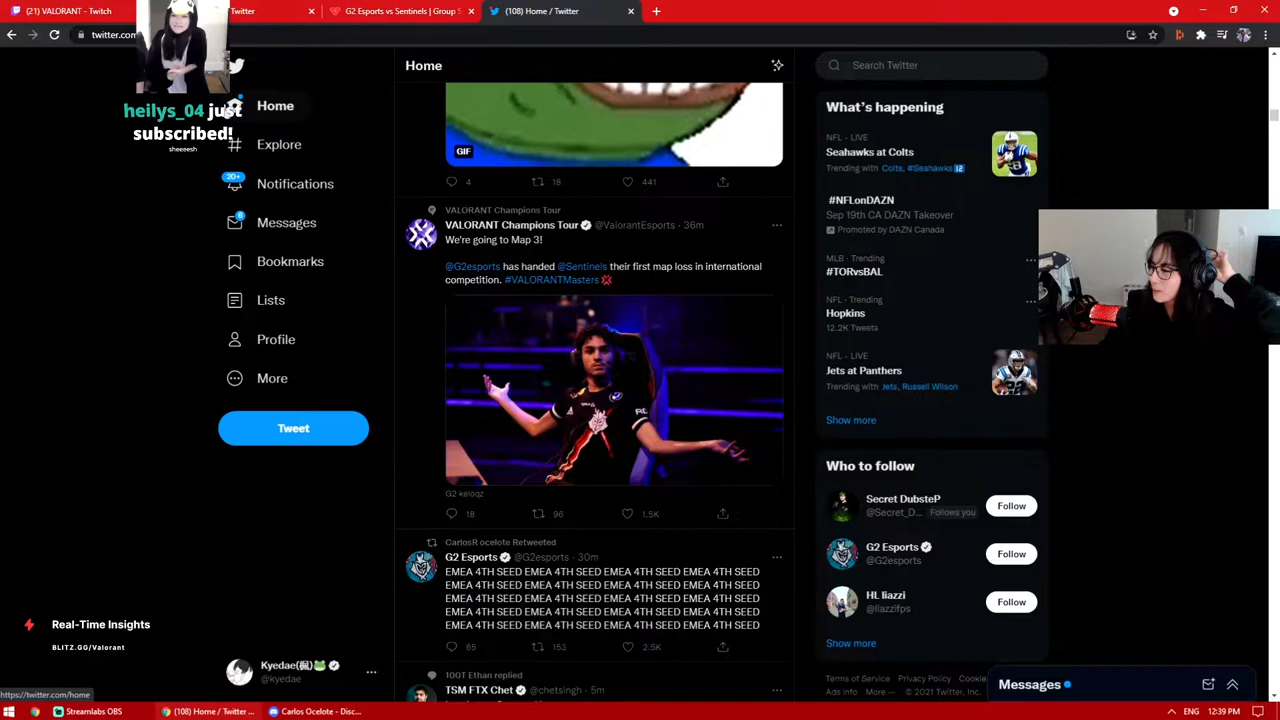 (21) VALORANT - Twitch
Twitter
G2 Esports vs Sentinels | Group S
(108) Home / Twitter
twitter.com
heilys_04 just
subscribed!
sheeeesh
Home
Explore
20+
Notifications
6
Messages
Bookmarks
Lists
Profile
More
Tweet
Real-Time Insights
BLITZ.GG/Valorant
Kyedae(掘)🐸
@kyedae
https://twitter.com/home
Home
GIF
4 18 441
VALORANT Champions Tour
VALORANT Champions Tour @ValorantEsports · 36m
We're going to Map 3!
@G2esports has handed @Sentinels their first map loss in international
competition. #VALORANTMasters
G2 keloqz
18 96 1.5K
CarlosR ocelote Retweeted
G2 Esports @G2esports · 30m
EMEA 4TH SEED EMEA 4TH SEED EMEA 4TH SEED EMEA 4TH SEED
EMEA 4TH SEED EMEA 4TH SEED EMEA 4TH SEED EMEA 4TH SEED
EMEA 4TH SEED EMEA 4TH SEED EMEA 4TH SEED EMEA 4TH SEED
EMEA 4TH SEED EMEA 4TH SEED EMEA 4TH SEED EMEA 4TH SEED
EMEA 4TH SEED EMEA 4TH SEED EMEA 4TH SEED EMEA 4TH SEED
65 153 2.5K
100T Ethan replied
TSM FTX Chet @chetsingh · 5m
Search Twitter
What's happening
NFL · LIVE
Seahawks at Colts
Trending with Colts, #Seahawks
#NFLonDAZN
Sep 19th CA DAZN Takeover
Promoted by DAZN Canada
MLB · Trending
#TORvsBAL
NFL · Trending
Hopkins
12.2K Tweets
NFL · LIVE
Jets at Panthers
Trending with Jets, Russell Wilson
Show more
Who to follow
Secret DubsteP
@Secret_D... Follows you
Follow
G2 Esports
@G2esports
Follow
HL liazzi
@liazzifps
Follow
Show more
Terms of Service Privacy Policy Cookie
Ads info More ··· © 2021 Twitter, Inc.
Messages
Streamlabs OBS
(108) Home / Twitter ...
Carlos Ocelote - Disc...
ENG 12:39 PM